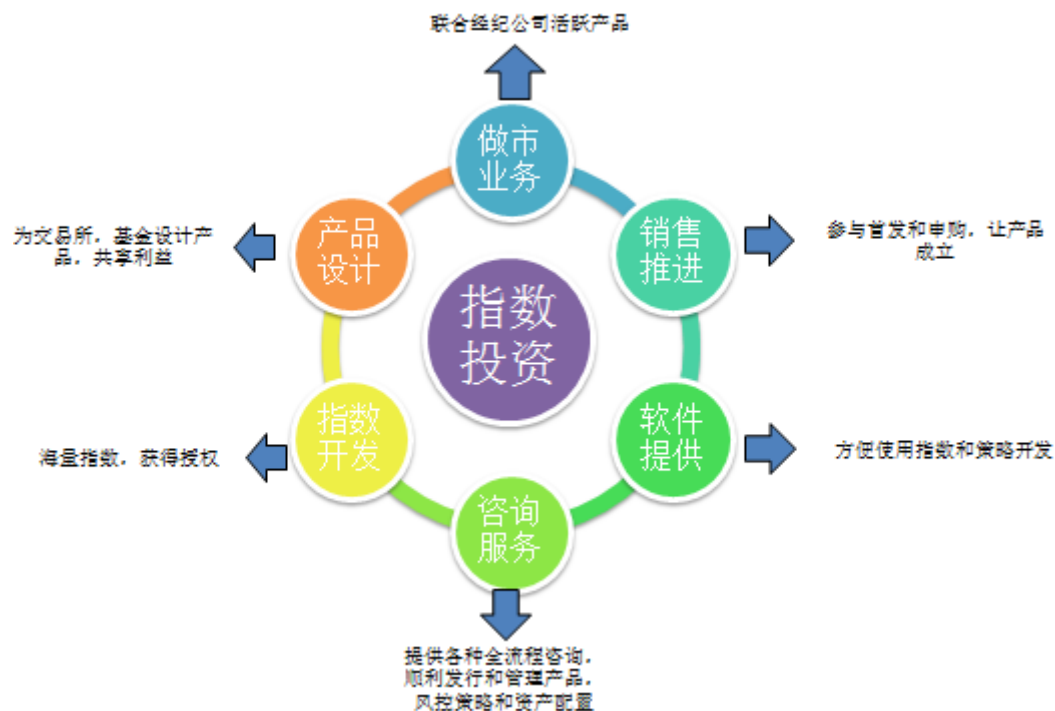 联合经纪公司活跃产品
做市
业务
产品
设计
为交易所，基金设计产
品，共享利益
销售
推进
参与首发和申购，让产品
成立
指数
投资
指数
开发
海量指数，获得授权
软件
提供
方便使用指数和策略开发
咨询
服务
提供各种全流程咨询，
顺利发行和管理产品，
风控策略和资产配置